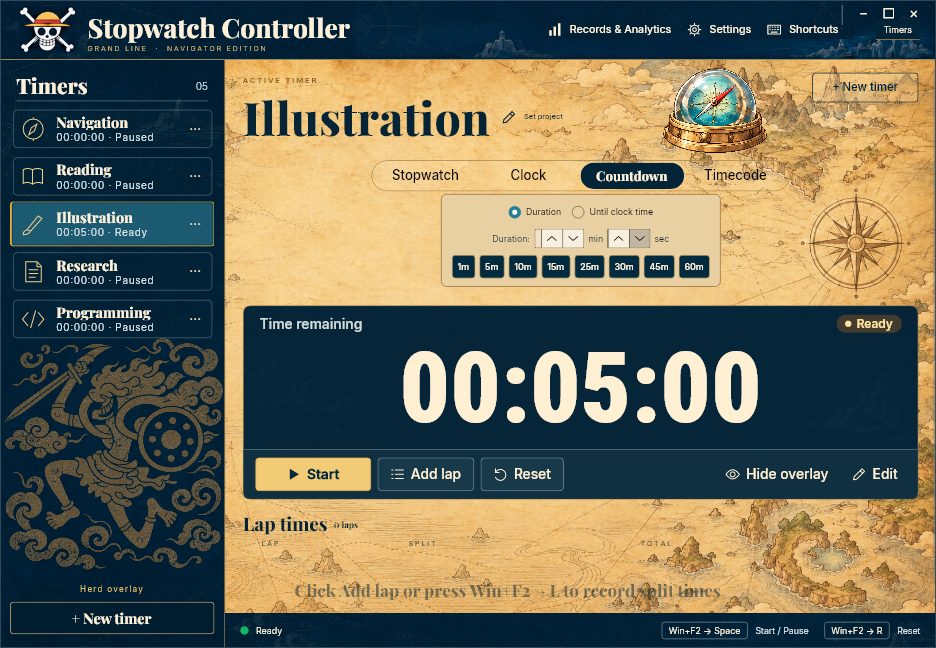 Stopwatch Controller
GRAND LINE · NAVIGATOR EDITION
Records & Analytics
Settings
Shortcuts
Timers
Timers
05
Navigation
00:00:00 · Paused
Reading
00:00:00 · Paused
Illustration
00:05:00 · Ready
Research
00:00:00 · Paused
Programming
00:00:00 · Paused
Herd overlay
+ New timer
ACTIVE TIMER
Illustration
Set project
+ New timer
Stopwatch
Clock
Countdown
Timecode
Duration
Until clock time
Duration:
min
sec
1m
5m
10m
15m
25m
30m
45m
60m
Time remaining
Ready
00:05:00
Start
Add lap
Reset
Hide overlay
Edit
Lap times
0 laps
LAP
SPLIT
TOTAL
Click Add lap or press Win+F2 → L to record split times
Ready
Win+F2 → Space
Start / Pause
Win+F2 → R
Reset